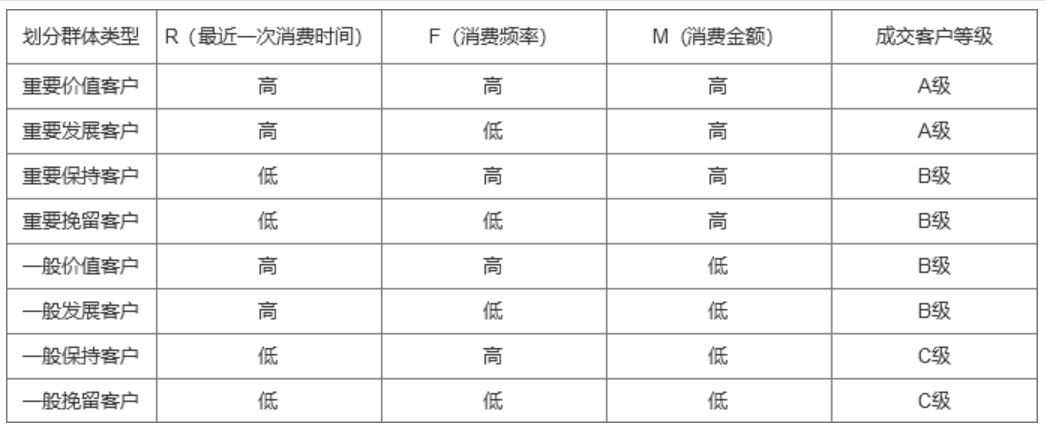 划分群体类型 R（最近一次消费时间） F（消费频率） M（消费金额） 成交客户等级
重要价值客户 高 高 高 A级
重要发展客户 高 低 高 A级
重要保持客户 低 高 高 B级
重要挽留客户 低 低 高 B级
一般价值客户 高 高 低 B级
一般发展客户 高 低 低 B级
一般保持客户 低 高 低 C级
一般挽留客户 低 低 低 C级